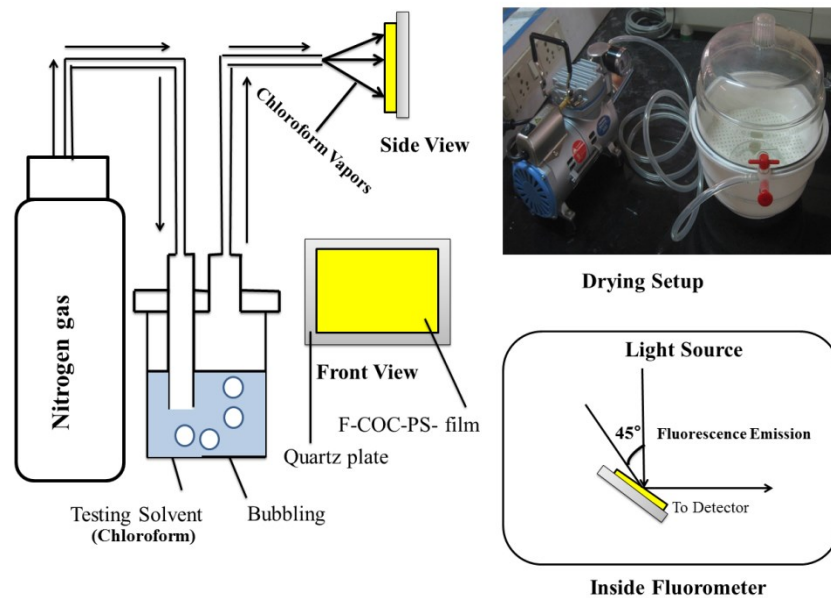 Nitrogen gas
Chloroform Vapors
Side View
Front View
F-COC-PS- film
Quartz plate
Testing Solvent
(Chloroform)
Bubbling
Drying Setup
Light Source
45°
Fluorescence Emission
To Detector
Inside Fluorometer